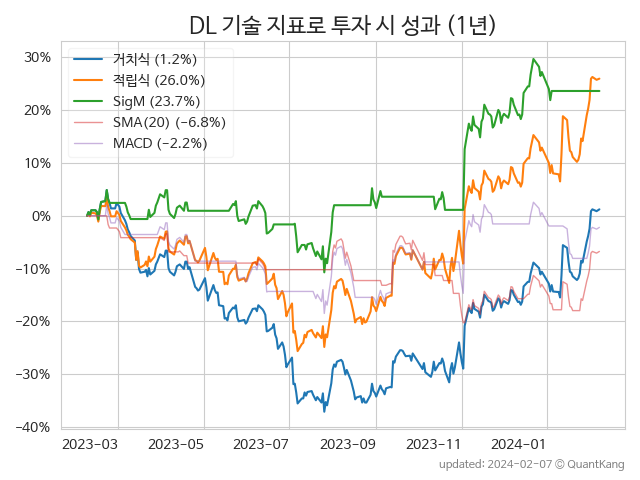 DL 기술 지표로 투자 시 성과 (1년)
30%
20%
10%
0%
−10%
−20%
−30%
−40%
거치식 (1.2%)
적립식 (26.0%)
SigM (23.7%)
SMA(20) (−6.8%)
MACD (−2.2%)
2023−03
2023−05
2023−07
2023−09
2023−11
2024−01
updated: 2024-02-07 © QuantKang